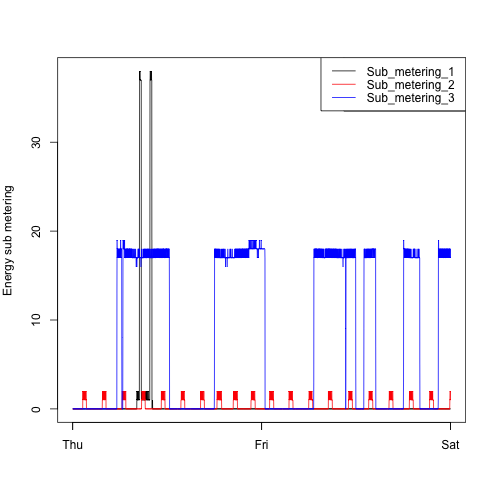 Sub_metering_1
Sub_metering_2
Sub_metering_3
Energy sub metering
30
20
10
0
Thu
Fri
Sat